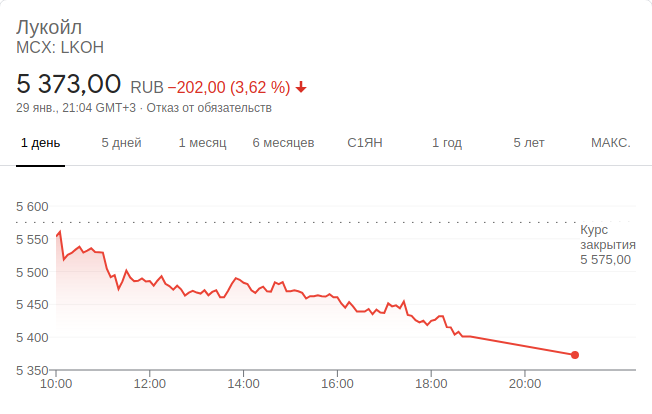 Лукойл
MCX: LKOH
5 373,00 RUB −202,00 (3,62 %)
29 янв., 21:04 GMT+3 · Отказ от обязательств
1 день 5 дней 1 месяц 6 месяцев С1ЯН 1 год 5 лет МАКС.
5 600
5 550
5 500
5 450
5 400
5 350
Курс
закрытия
5 575,00
10:00 12:00 14:00 16:00 18:00 20:00